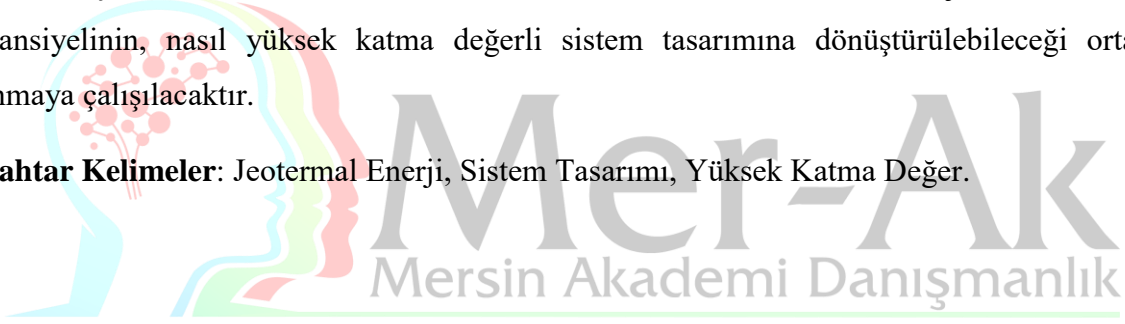 ansiyelinin, nasıl yüksek katma değerli sistem tasarımına dönüştürülebileceği orta
nmaya çalışılacaktır.
ahtar Kelimeler: Jeotermal Enerji, Sistem Tasarımı, Yüksek Katma Değer.
Mer-Ak
Mersin Akademi Danışmanlık